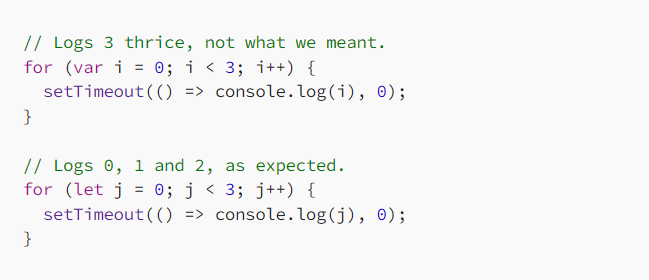 // Logs 3 thrice, not what we meant.
for (var i = 0; i < 3; i++) {
  setTimeout(() => console.log(i), 0);
}

// Logs 0, 1 and 2, as expected.
for (let j = 0; j < 3; j++) {
  setTimeout(() => console.log(j), 0);
}